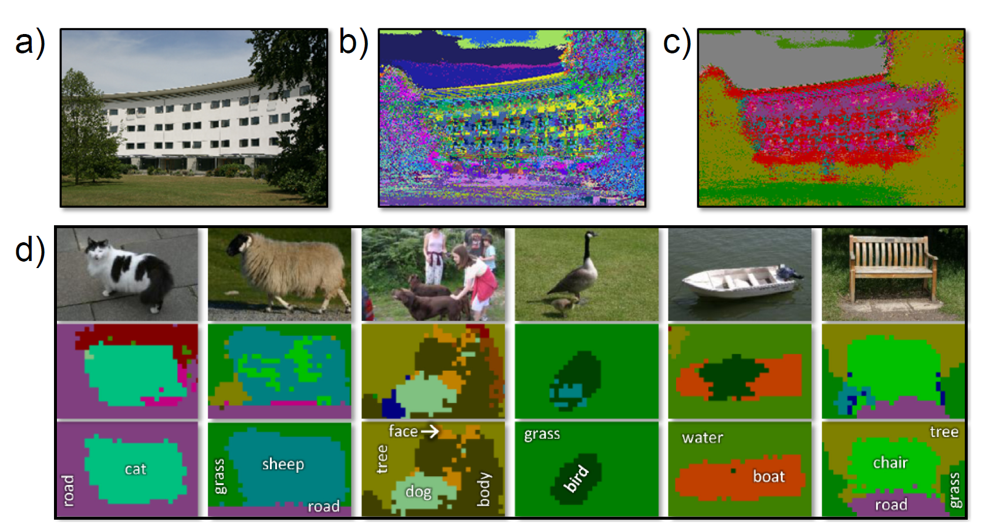 a)
b)
c)
d)
road
cat
grass
sheep
road
face →
tree
dog
body
grass
bird
water
boat
tree
chair
road
grass